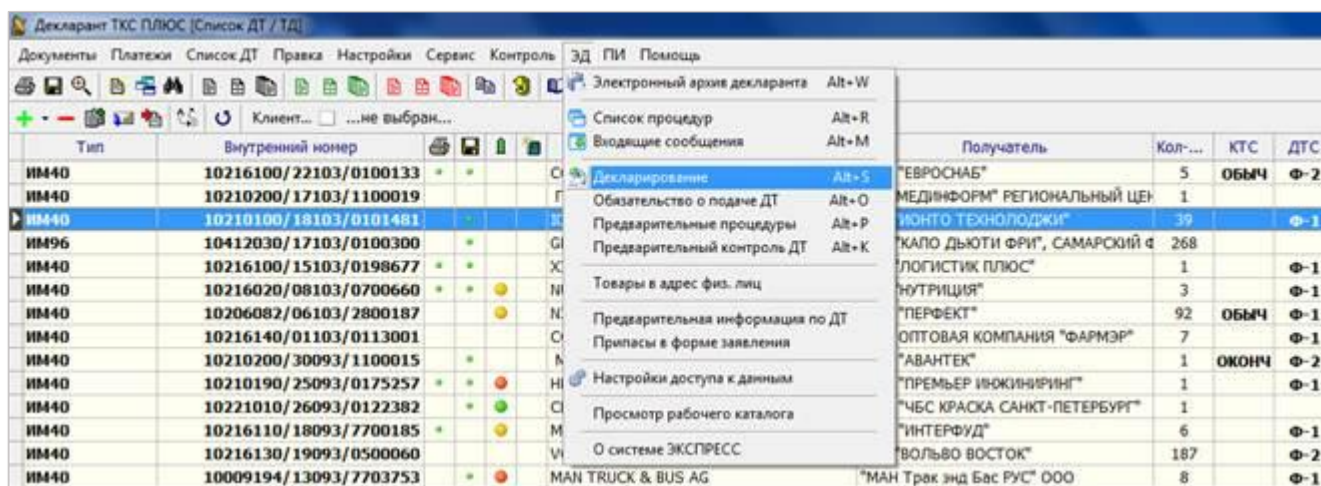 Декларант ТКС ПЛЮС [Список ДТ / ТД]
Документы Платежи Список ДТ Правка Настройки Сервис Контроль ЭД ПИ Помощь
Клиент... ...не выбран...
Электронный архив декларанта Alt+W
Список процедур Alt+R
Входящие сообщения Alt+M
Декларирование Alt+S
Обязательство о подаче ДТ Alt+O
Предварительные процедуры Alt+P
Предварительный контроль ДТ Alt+K
Товары в адрес физ. лиц
Предварительная информация по ДТ
Припасы в форме заявления
Настройки доступа к данным
Просмотр рабочего каталога
О системе ЭКСПРЕСС
Тип Внутренний номер Получатель Кол-... КТС ДТС
ИМ40 10216100/22103/0100133 "ЕВРОСНАБ" 5 ОБЫЧ Ф-2
ИМ40 10210200/17103/1100019 "МЕДИНФОРМ" РЕГИОНАЛЬНЫЙ ЦЕН 1
ИМ40 10210100/18103/0101481 "ИОНТО ТЕХНОЛОДЖИ" 39 Ф-1
ИМ96 10412030/17103/0100300 "КАПО ДЬЮТИ ФРИ", САМАРСКИЙ Ф 268
ИМ40 10216100/15103/0198677 "ЛОГИСТИК ПЛЮС" 1 Ф-1
ИМ40 10216020/08103/0700660 "НУТРИЦИЯ" 3 Ф-1
ИМ40 10206082/06103/2800187 "ПЕРФЕКТ" 92 ОБЫЧ Ф-1
ИМ40 10216140/01103/0113001 ОПТОВАЯ КОМПАНИЯ "ФАРМЭР" 7 Ф-1
ИМ40 10210200/30093/1100015 "АВАНТЕК" 1 ОКОНЧ Ф-2
ИМ40 10210190/25093/0175257 "ПРЕМЬЕР ИНЖИНИРИНГ" 1 Ф-1
ИМ40 10221010/26093/0122382 "ЧБС КРАСКА САНКТ-ПЕТЕРБУРГ" 1
ИМ40 10216110/18093/7700185 "ИНТЕРФУД" 6 Ф-1
ИМ40 10216130/19093/0500060 "ВОЛЬВО ВОСТОК" 187 Ф-2
ИМ40 10009194/13093/7703753 MAN TRUCK & BUS AG "МАН Трак энд Бас РУС" ООО 8 Ф-1